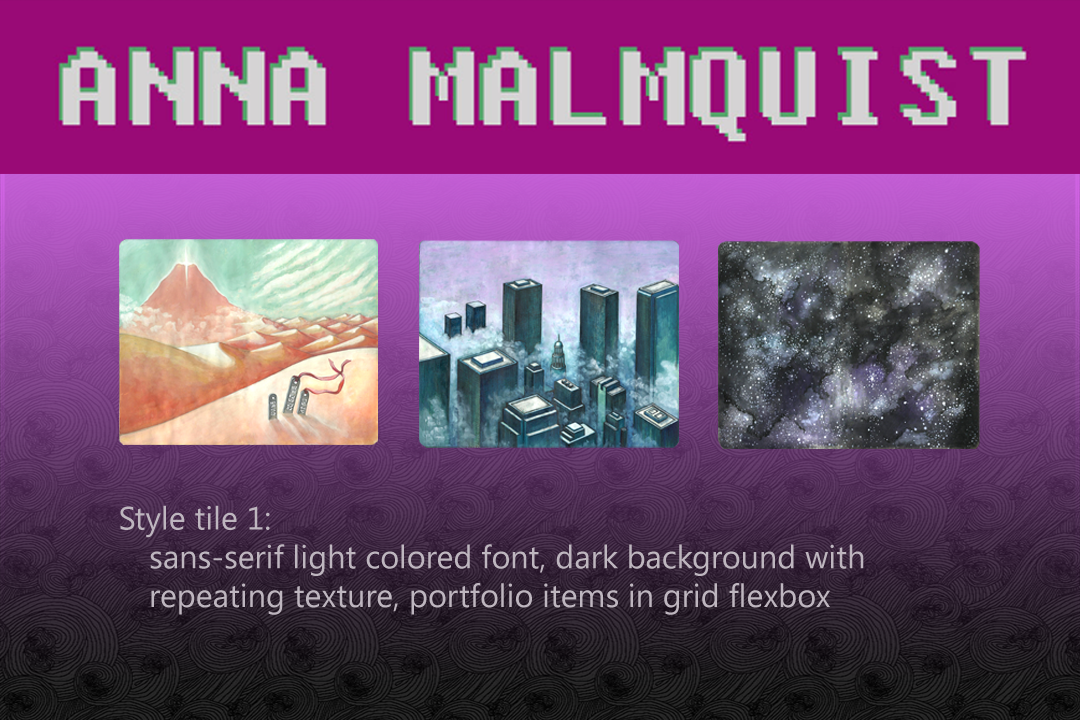 ANNA MALMQUIST
Style tile 1:
sans-serif light colored font, dark background with
repeating texture, portfolio items in grid flexbox